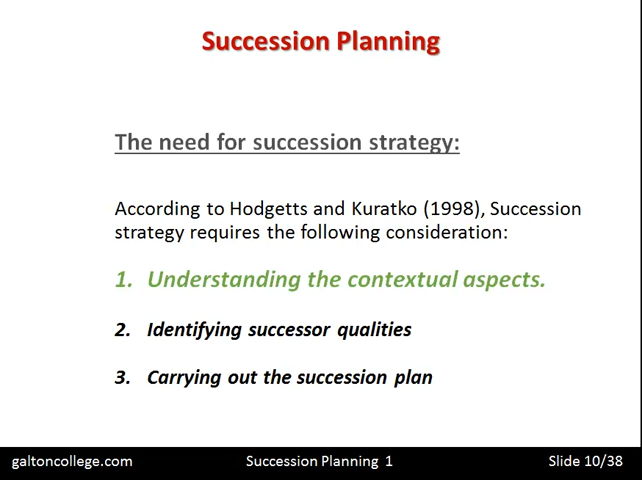 Succession Planning
The need for succession strategy:
According to Hodgetts and Kuratko (1998), Succession
strategy requires the following consideration:
1. Understanding the contextual aspects.
2. Identifying successor qualities
3. Carrying out the succession plan
galtoncollege.com Succession Planning 1 Slide 10/38